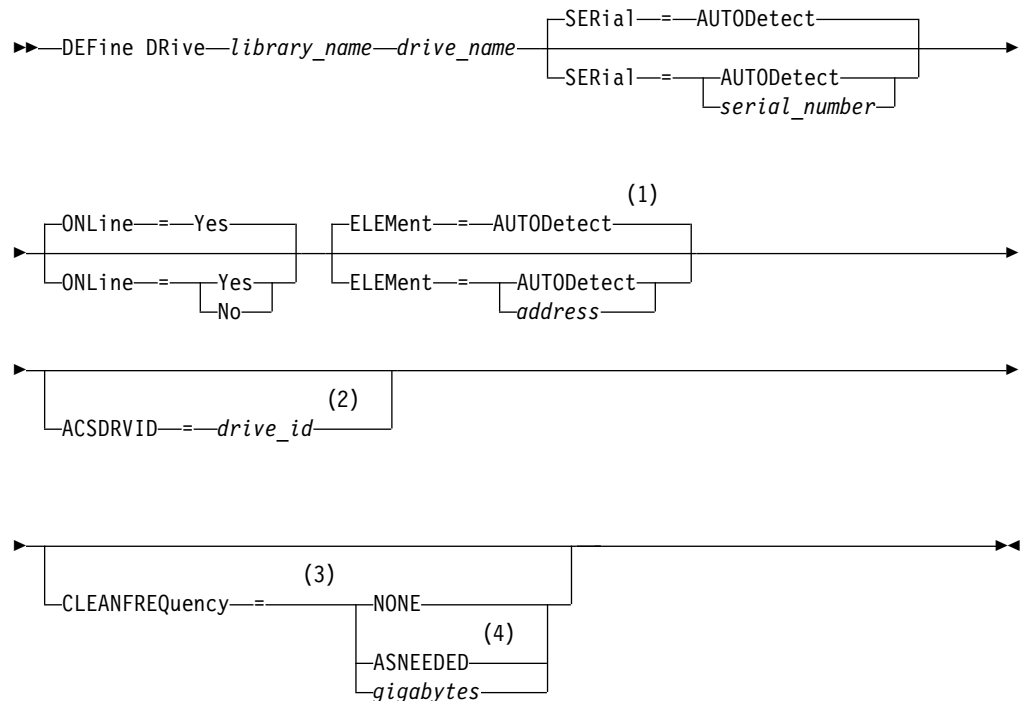 SERial = AUTODetect
DEFine DRive library_name drive_name
SERial = AUTODetect
serial_number
(1)
ONLine = Yes ELEMent = AUTODetect
ONLine = Yes ELEMent = AUTODetect
No address
(2)
ACSDRVID = drive_id
(3)
CLEANFREQuency = NONE
(4)
ASNEEDED
gigabytes